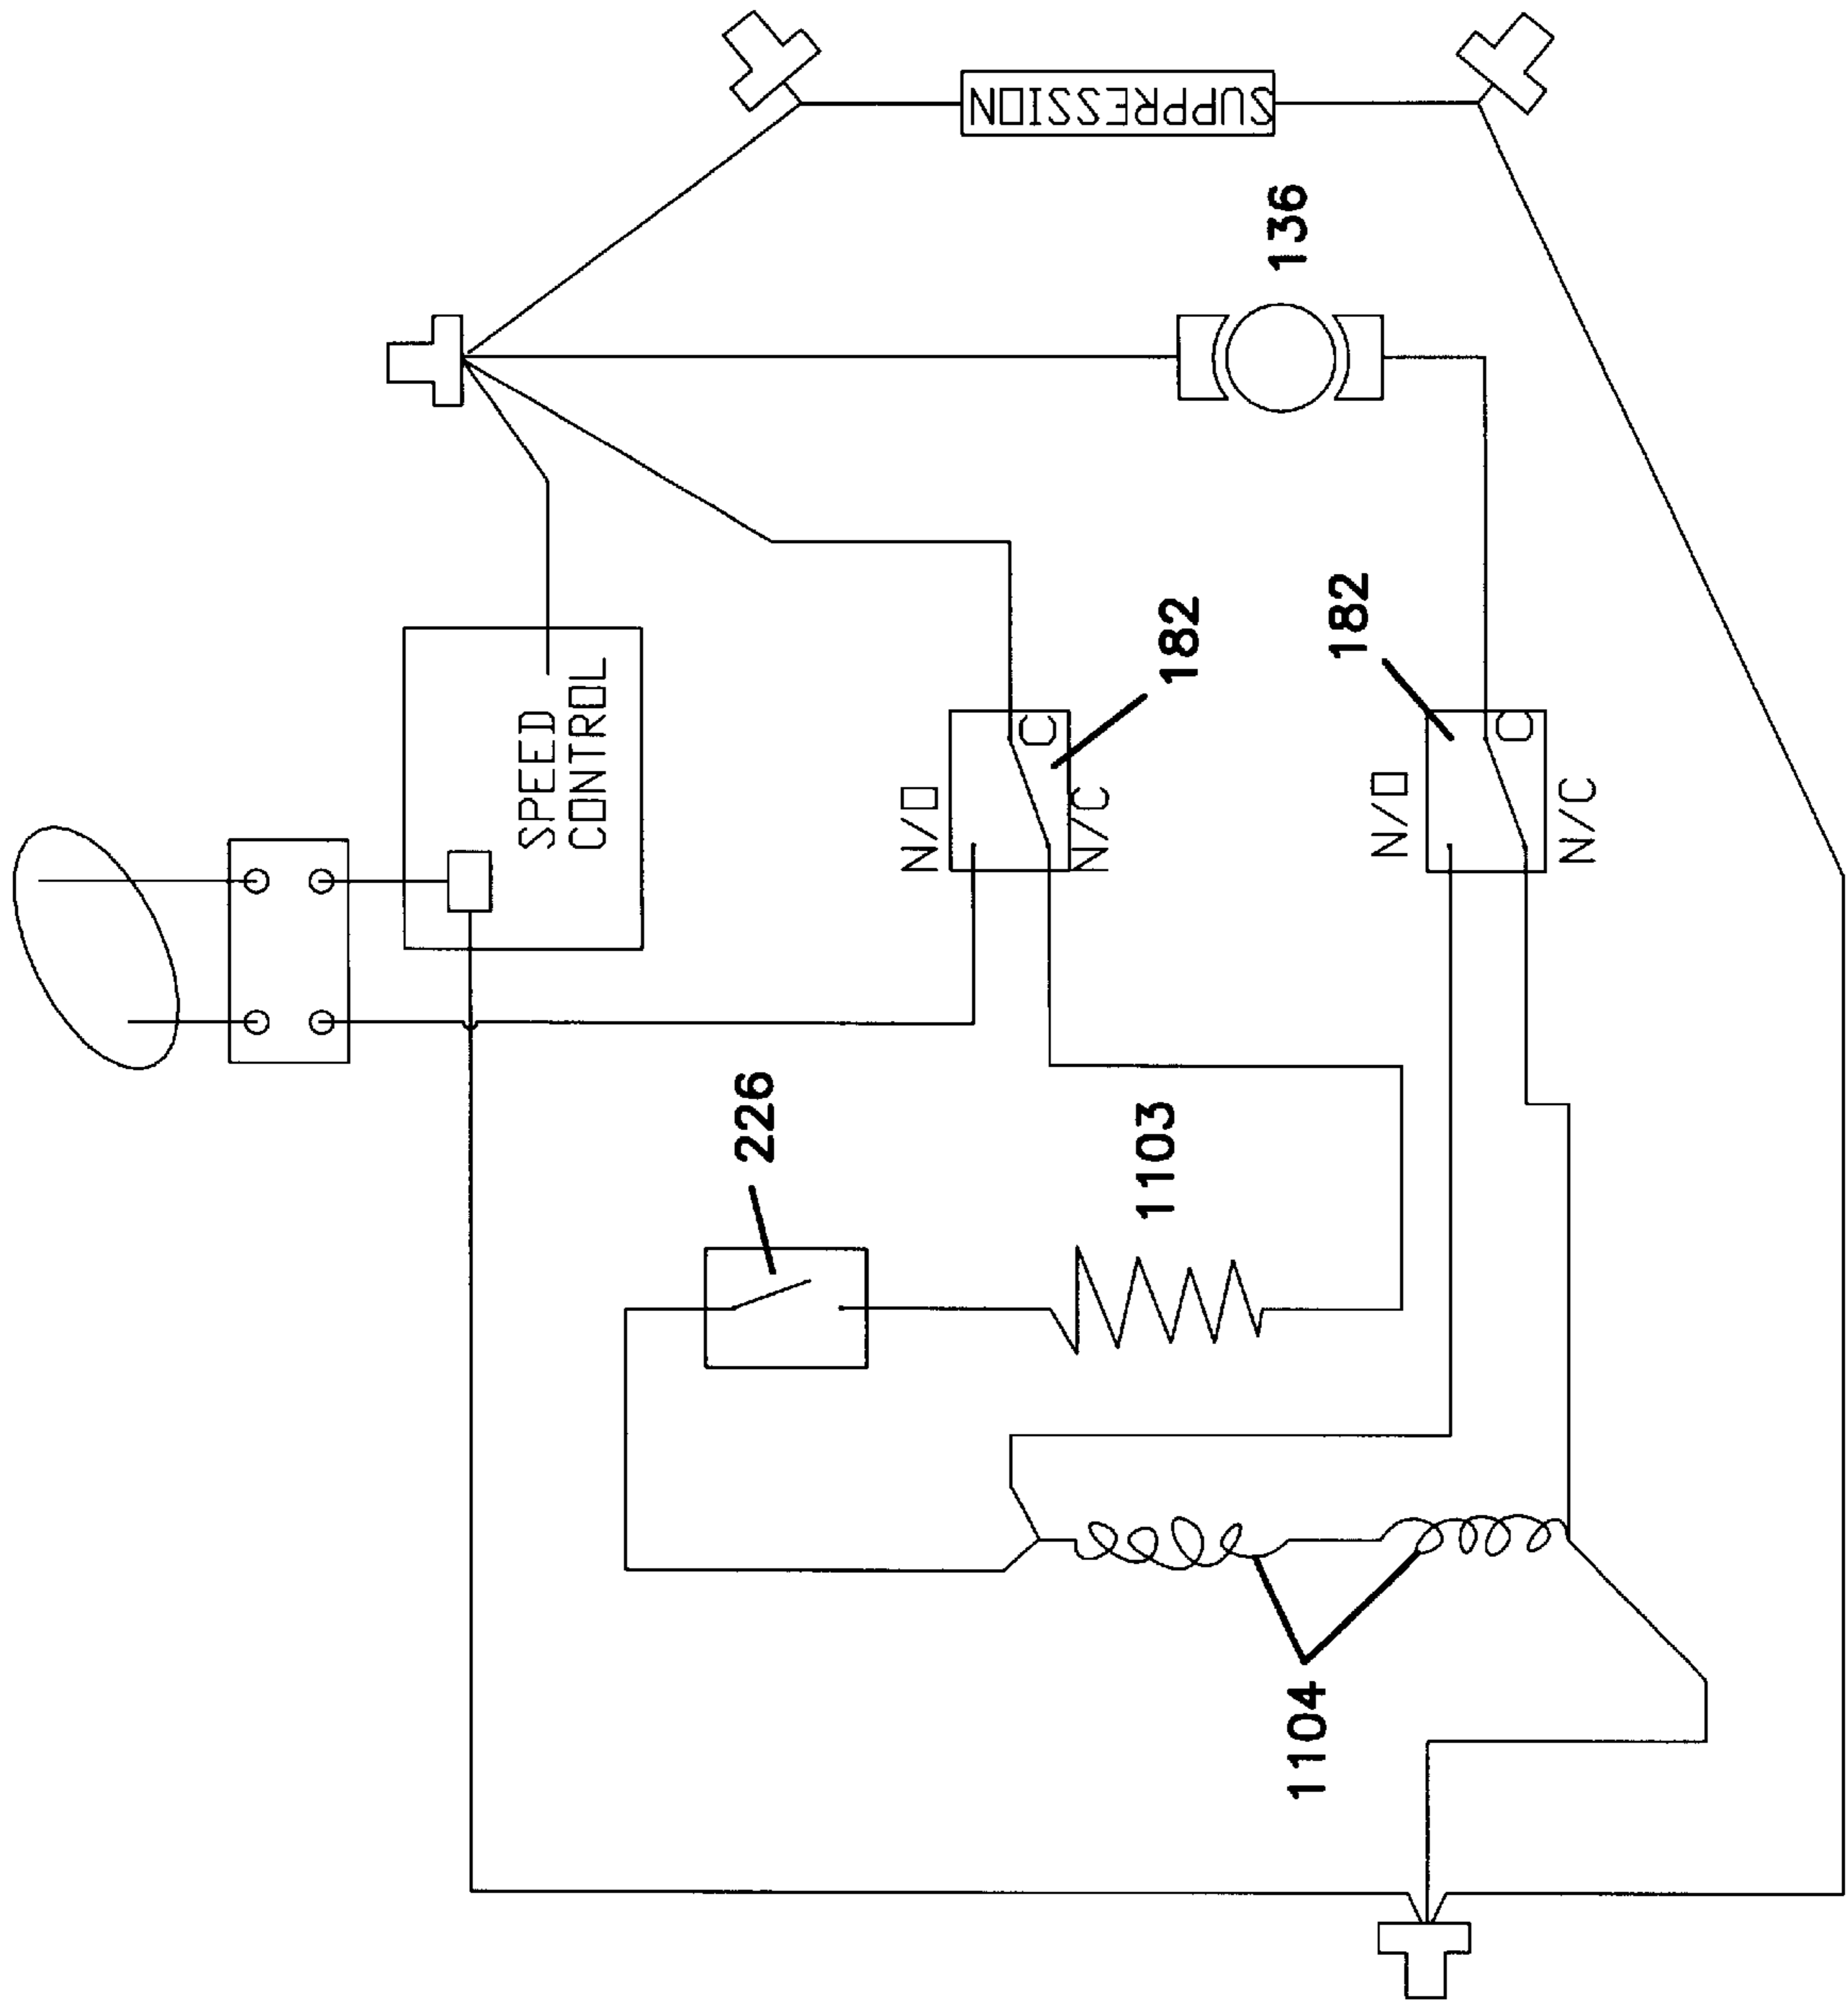 SUPPRESSION
136
SPEED
CONTROL
182
182
N/O
C
N/C
N/O
C
N/C
226
1103
1104